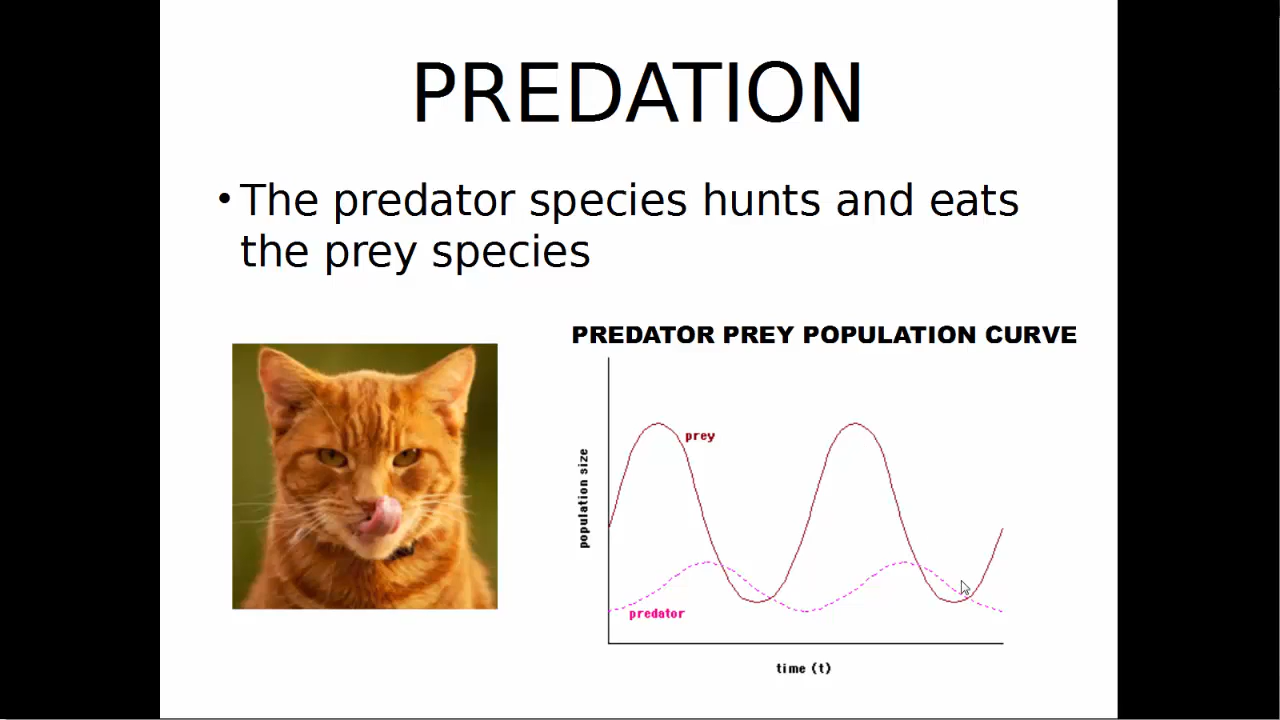 PREDATION
• The predator species hunts and eats
the prey species
PREDATOR PREY POPULATION CURVE
prey
population size
predator
time (t)